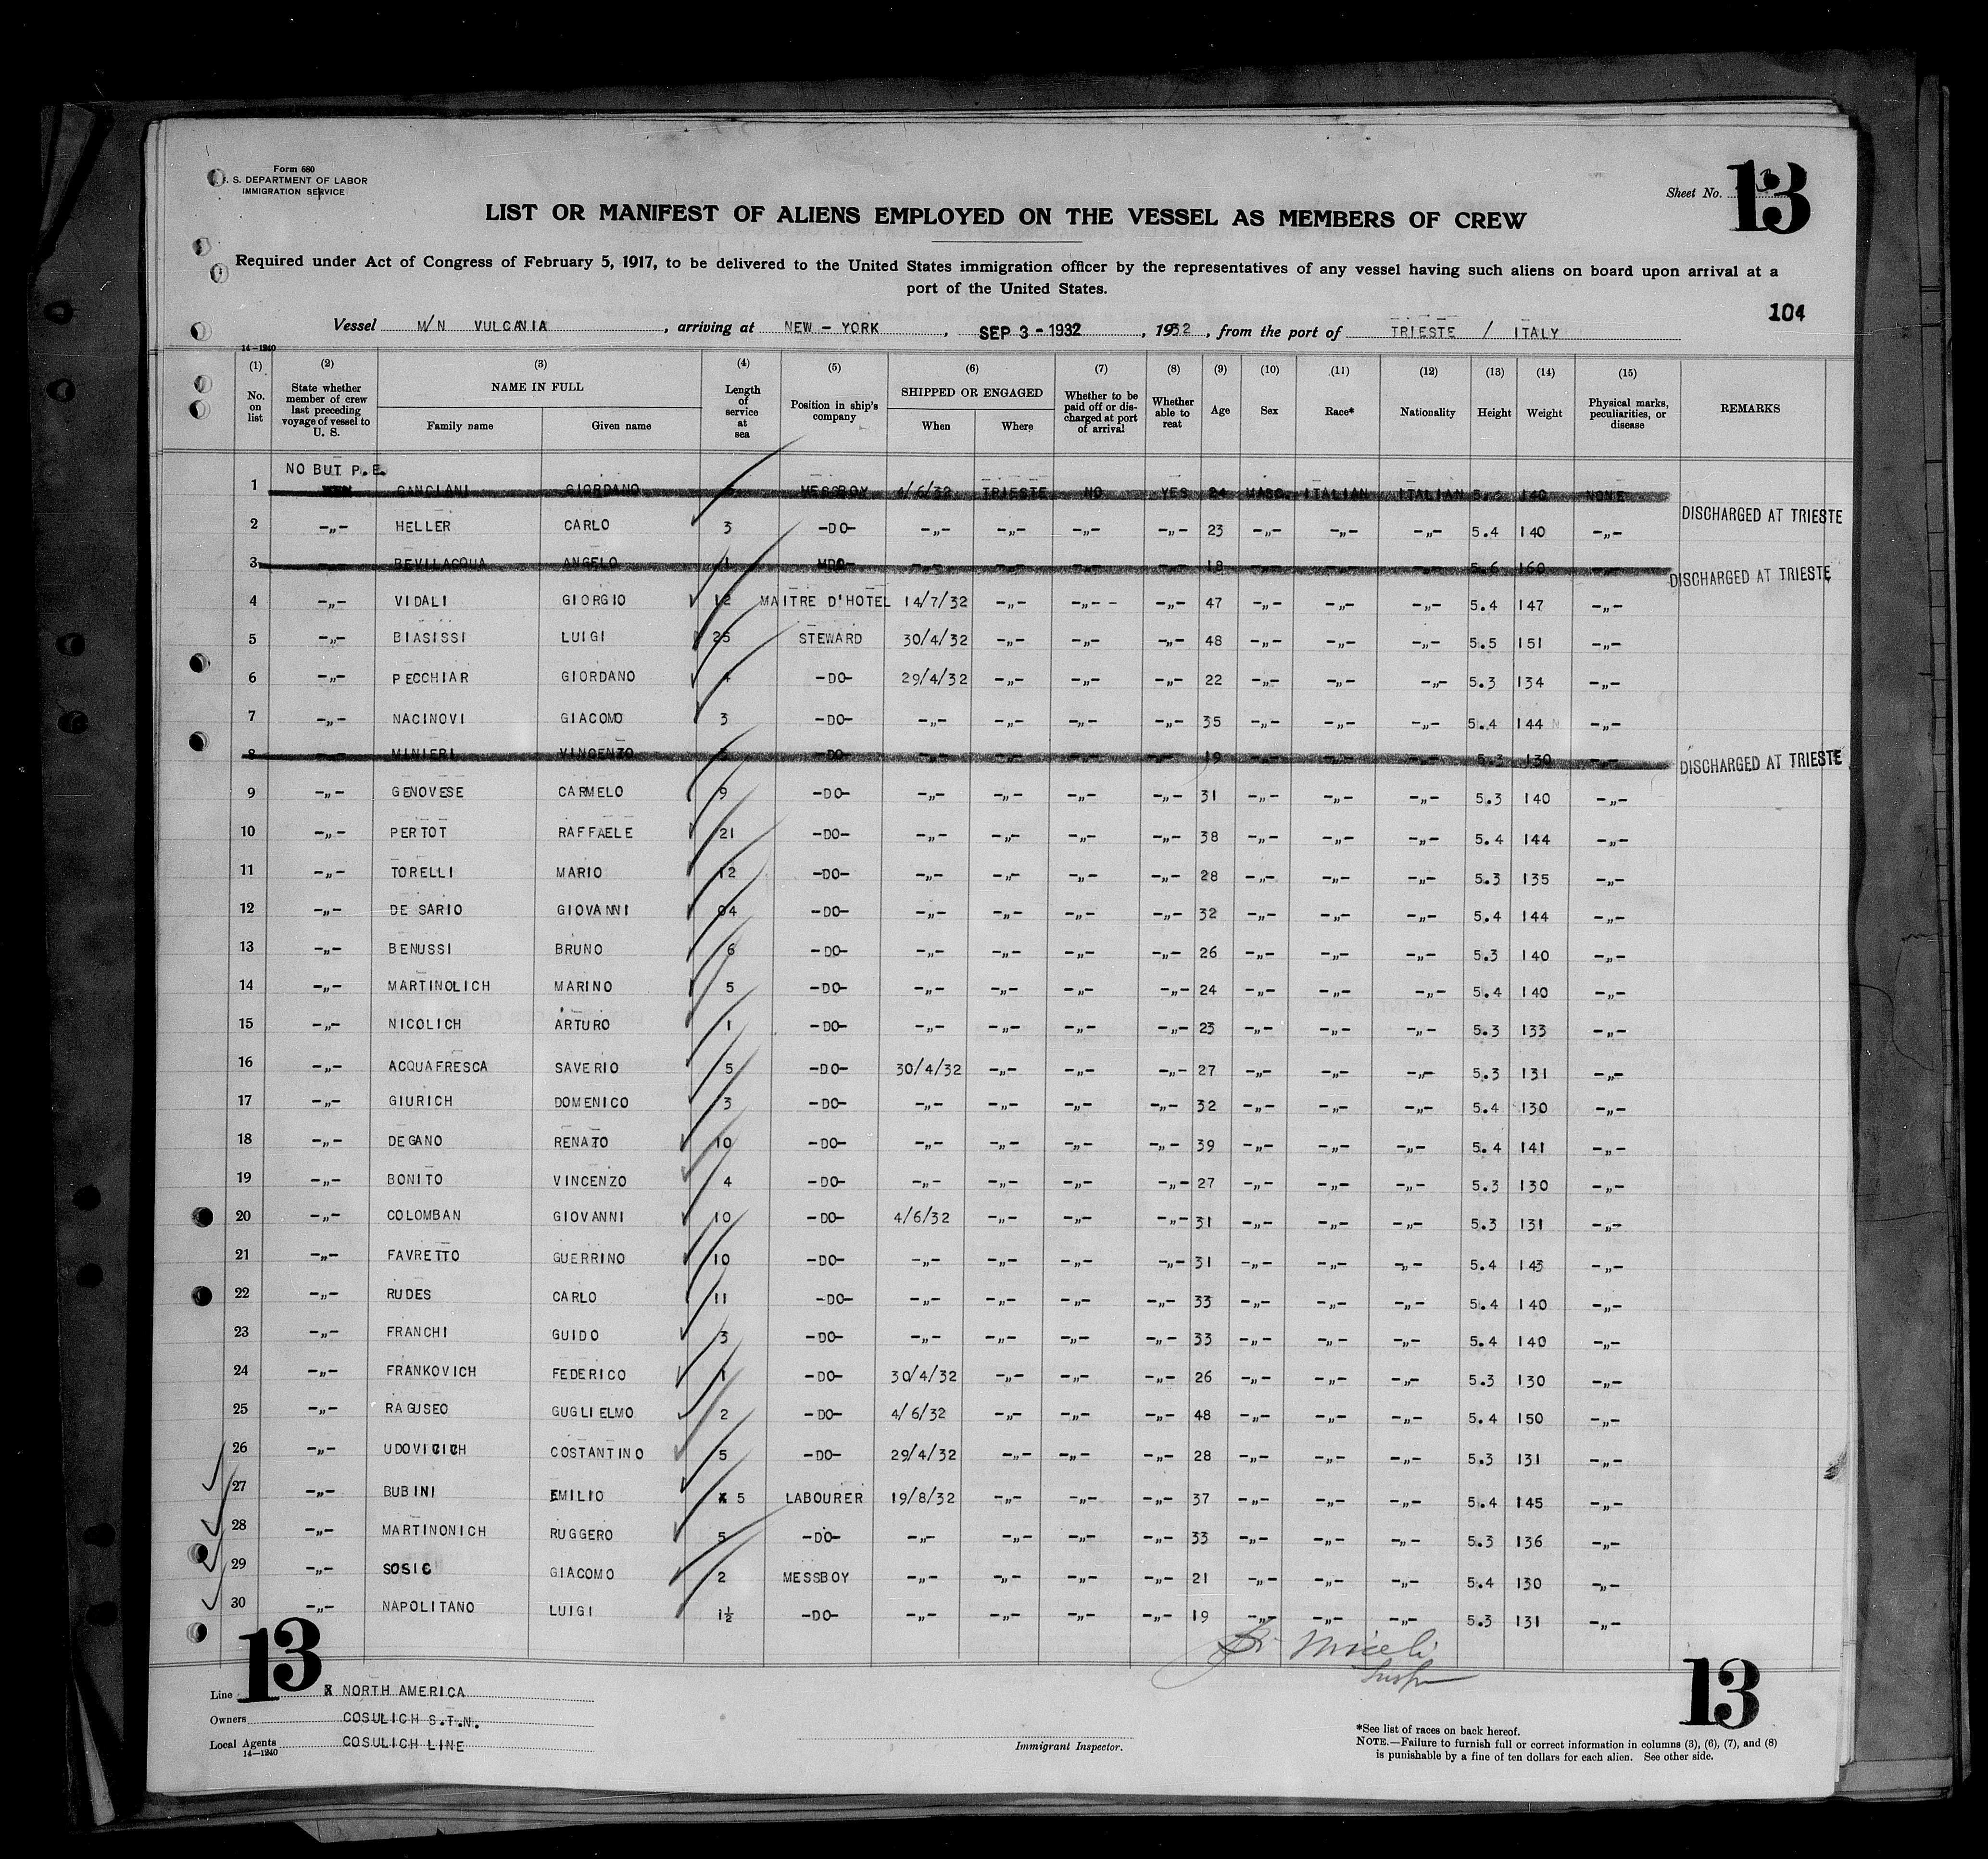 Form 680
U. S. DEPARTMENT OF LABOR
IMMIGRATION SERVICE
Sheet No. 13
13
LIST OR MANIFEST OF ALIENS EMPLOYED ON THE VESSEL AS MEMBERS OF CREW
Required under Act of Congress of February 5, 1917, to be delivered to the United States immigration officer by the representatives of any vessel having such aliens on board upon arrival at a
port of the United States.
104
Vessel M/N VULCANIA , arriving at NEW - YORK , SEP 3 - 1932 , 1932 , from the port of TRIESTE / ITALY
14-1240
(1) No. on list (2) State whether member of crew last preceding voyage of vessel to U. S. (3) NAME IN FULL Family name Given name (4) Length of service at sea (5) Position in ship's company (6) SHIPPED OR ENGAGED When Where (7) Whether to be paid off or discharged at port of arrival (8) Whether able to reat (9) Age (10) Sex (11) Race* (12) Nationality (13) Height (14) Weight (15) Physical marks, peculiarities, or disease REMARKS
NO BUT P.E.
1 CANCIANI GIORDANO MESSBOY 4/6/32 TRIESTE NO YES 24 MASC. ITALIAN ITALIAN 140 NONE DISCHARGED AT TRIESTE
2 -„- HELLER CARLO 3 -DO- -„- -„- -„- -„- 23 -„- -„- -„- 5.4 140 -„-
3 -„- BEVILACQUA ANGELO 1 -DO- -„- -„- -„- -„- 18 -„- -„- -„- 5.6 160 -„- DISCHARGED AT TRIESTE
4 -„- VIDALI GIORGIO 12 MAITRE D'HOTEL 14/7/32 -„- -„-- -„- 47 -„- -„- -„- 5.4 147 -„-
5 -„- BIASISSI LUIGI 25 STEWARD 30/4/32 -„- -„- -„- 48 -„- -„- -„- 5.5 151 -„-
6 -„- PECCHIAR GIORDANO 4 -DO- 29/4/32 -„- -„- -„- 22 -„- -„- -„- 5.3 134 -„-
7 -„- NACINOVI GIACOMO 3 -DO- -„- -„- -„- -„- 35 -„- -„- -„- 5.4 144 -„-
8 -„- MINIERI VINCENZO -DO- -„- -„- -„- -„- 19 -„- -„- -„- 5.3 130 -„- DISCHARGED AT TRIESTE
9 -„- GENOVESE CARMELO 9 -DO- -„- -„- -„- -„- 31 -„- -„- -„- 5.3 140 -„-
10 -„- PERTOT RAFFAELE 21 -DO- -„- -„- -„- -„- 38 -„- -„- -„- 5.4 144 -„-
11 -„- TORELLI MARIO 12 -DO- -„- -„- -„- -„- 28 -„- -„- -„- 5.3 135 -„-
12 -„- DE SARIO GIOVANNI 04 -DO- -„- -„- -„- -„- 32 -„- -„- -„- 5.4 144 -„-
13 -„- BENUSSI BRUNO 6 -DO- -„- -„- -„- -„- 26 -„- -„- -„- 5.3 140 -„-
14 -„- MARTINOLICH MARINO 5 -DO- -„- -„- -„- -„- 24 -„- -„- -„- 5.4 140 -„-
15 -„- NICOLICH ARTURO 1 -DO- -„- -„- -„- -„- 23 -„- -„- -„- 5.3 133 -„-
16 -„- ACQUAFRESCA SAVERIO 5 -DO- 30/4/32 -„- -„- -„- 27 -„- -„- -„- 5.3 131 -„-
17 -„- GIURICH DOMENICO 3 -DO- -„- -„- -„- -„- 32 -„- -„- -„- 5.4 130 -„-
18 -„- DEGANO RENATO 10 -DO- -„- -„- -„- -„- 39 -„- -„- -„- 5.4 141 -„-
19 -„- BONITO VINCENZO 4 -DO- -„- -„- -„- -„- 27 -„- -„- -„- 5.3 130 -„-
20 -„- COLOMBAN GIOVANNI 10 -DO- 4/6/32 -„- -„- -„- 31 -„- -„- -„- 5.3 131 -„-
21 -„- FAVRETTO GUERRINO 10 -DO- -„- -„- -„- -„- 31 -„- -„- -„- 5.4 143 -„-
22 -„- RUDES CARLO 11 -DO- -„- -„- -„- -„- 33 -„- -„- -„- 5.4 140 -„-
23 -„- FRANCHI GUIDO 3 -DO- -„- -„- -„- -„- 33 -„- -„- -„- 5.4 140 -„-
24 -„- FRANKOVICH FEDERICO 1 -DO- 30/4/32 -„- -„- -„- 26 -„- -„- -„- 5.3 130 -„-
25 -„- RAGUSEO GUGLIELMO 2 -DO- 4/6/32 -„- -„- -„- 48 -„- -„- -„- 5.4 150 -„-
26 -„- UDOVICICH COSTANTINO 5 -DO- 29/4/32 -„- -„- -„- 28 -„- -„- -„- 5.3 131 -„-
27 -„- BUBINI EMILIO 5 LABOURER 19/8/32 -„- -„- -„- 37 -„- -„- -„- 5.4 145 -„-
28 -„- MARTINONICH RUGGERO 5 -DO- -„- -„- -„- -„- 33 -„- -„- -„- 5.3 136 -„-
29 -„- SOSIC GIACOMO 2 MESSBOY -„- -„- -„- -„- 21 -„- -„- -„- 5.4 130 -„-
30 -„- NAPOLITANO LUIGI 1½ -DO- -„- -„- -„- -„- 19 -„- -„- -„- 5.3 131 -„-
Miceli
13
13
Line NORTH AMERICA
Owners COSULICH S.T.N.
Local Agents COSULICH LINE
14-1240
Immigrant Inspector.
*See list of races on back hereof.
NOTE.—Failure to furnish full or correct information in columns (3), (6), (7), and (8)
is punishable by a fine of ten dollars for each alien. See other side.